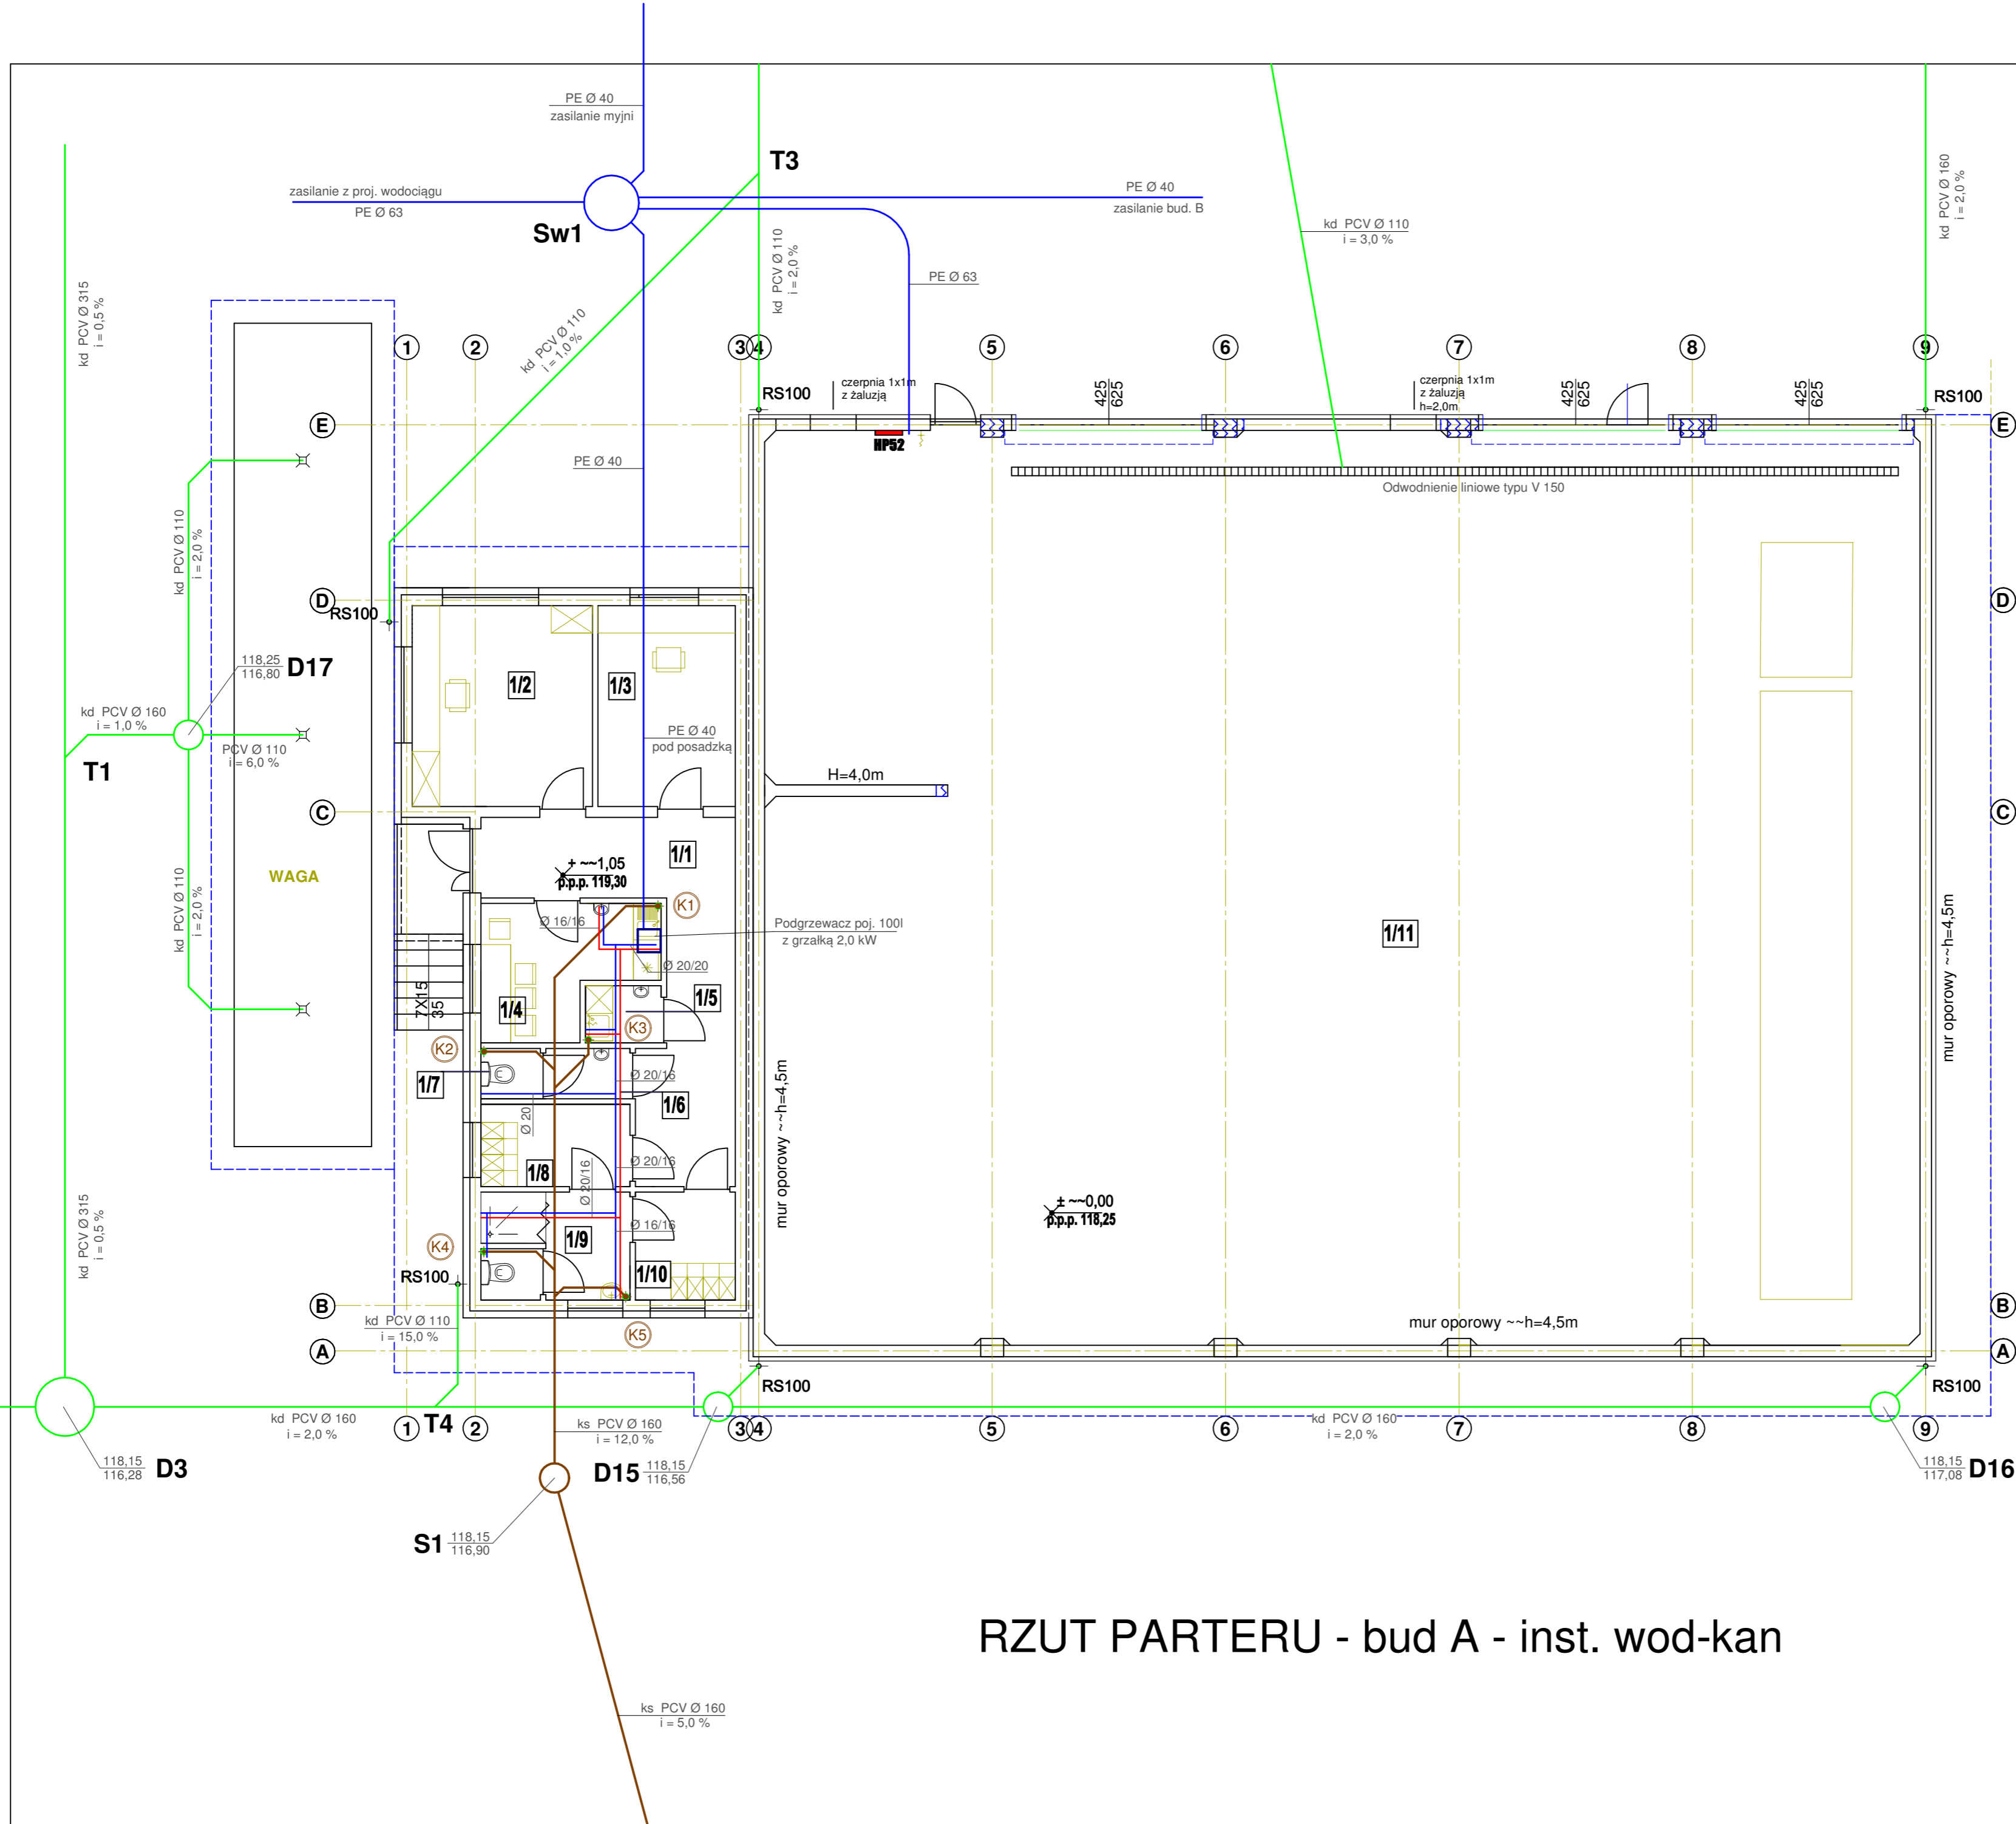 PE Ø 40
zasilanie myjni
T3
zasilanie z proj. wodociągu
PE Ø 63
PE Ø 40
zasilanie bud. B
Sw1
kd PCV Ø 110
i = 3,0 %
kd PCV Ø 160
i = 2,0 %
kd PCV Ø 110
i = 2,0 %
PE Ø 63
kd PCV Ø 315
i = 0,5 %
kd PCV Ø 110
i = 1,0 %
1
2
3
4
5
6
7
8
9
RS100
czerpnia 1x1m
z żaluzją
425
625
czerpnia 1x1m
z żaluzją
h=2,0m
425
625
425
625
RS100
E
E
HP52
PE Ø 40
Odwodnienie liniowe typu V 150
kd PCV Ø 110
i = 2,0 %
D
D
RS100
118,25
116,80
D17
1/2
1/3
kd PCV Ø 160
i = 1,0 %
PE Ø 40
pod posadzką
PCV Ø 110
i = 6,0 %
T1
H=4,0m
C
C
1/1
± ~~1,05
p.p.p. 119,30
WAGA
kd PCV Ø 110
i = 2,0 %
K1
Ø 16/16
Podgrzewacz poj. 100l
z grzałką 2,0 kW
1/11
mur oporowy ~~h=4,5m
Ø 20/20
7X15
35
1/4
1/5
K3
K2
1/7
Ø 20/16
1/6
Ø 20
mur oporowy ~~h=4,5m
1/8
Ø 20/16
Ø 20/16
± ~~0,00
p.p.p. 118,25
kd PCV Ø 315
i = 0,5 %
Ø 16/16
1/9
K4
RS100
1/10
B
B
kd PCV Ø 110
i = 15,0 %
K5
mur oporowy ~~h=4,5m
A
A
RS100
RS100
kd PCV Ø 160
i = 2,0 %
1
T4
2
ks PCV Ø 160
i = 12,0 %
3
4
5
6
kd PCV Ø 160
i = 2,0 %
7
8
9
118,15
116,28
D3
D15
118,15
116,56
118,15
117,08
D16
S1
118,15
116,90
RZUT PARTERU - bud A - inst. wod-kan
ks PCV Ø 160
i = 5,0 %